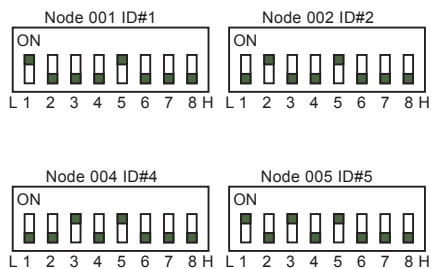 Node 001 ID#1
ON
L 1 2 3 4 5 6 7 8 H
Node 002 ID#2
ON
L 1 2 3 4 5 6 7 8 H
Node 004 ID#4
ON
L 1 2 3 4 5 6 7 8 H
Node 005 ID#5
ON
L 1 2 3 4 5 6 7 8 H